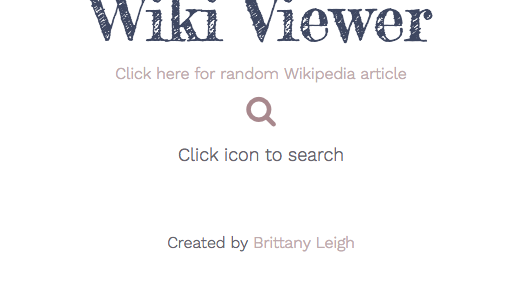 Wiki Viewer
Click here for random Wikipedia article
Click icon to search
Created by Brittany Leigh